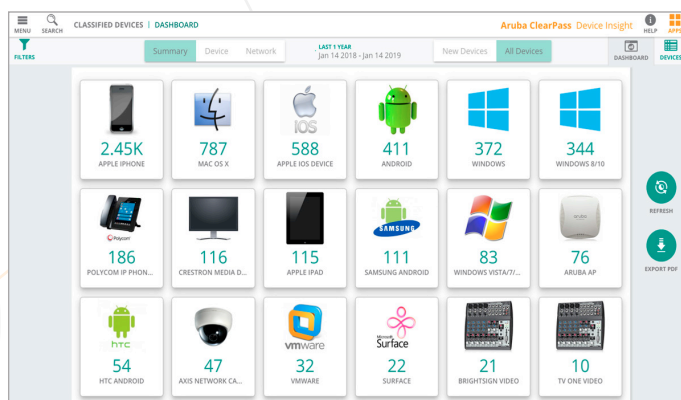 MENU
SEARCH
CLASSIFIED DEVICES | DASHBOARD
Aruba ClearPass Device Insight
HELP
APPS
FILTERS
Summary Device Network
LAST 1 YEAR
Jan 14 2018 - Jan 14 2019
New Devices All Devices
DASHBOARD
DEVICES
iOS
2.45K 787 588 411 372 344
APPLE IPHONE MAC OS X APPLE IOS DEVICE ANDROID WINDOWS WINDOWS 8/10
Polycom
SAMSUNG
aruba
186 116 115 111 83 76
POLYCOM IP PHON... CRESTRON MEDIA D... APPLE IPAD SAMSUNG ANDROID WINDOWS VISTA/7/... ARUBA AP
REFRESH
EXPORT PDF
hTC
vmware
Microsoft
Surface
54 47 32 22 21 10
HTC ANDROID AXIS NETWORK CA... VMWARE SURFACE BRIGHTSIGN VIDEO TV ONE VIDEO